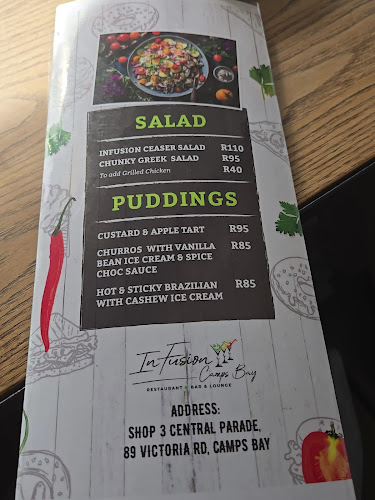 SALAD
INFUSION CEASER SALAD R110
CHUNKY GREEK SALAD R95
To add Grilled Chicken R40
PUDDINGS
CUSTARD & APPLE TART R95
CHURROS WITH VANILLA R85
BEAN ICE CREAM & SPICE
CHOC SAUCE
HOT & STICKY BRAZILIAN R85
WITH CASHEW ICE CREAM
InFusion
Camps Bay
RESTAURANT • BAR & LOUNGE
ADDRESS:
SHOP 3 CENTRAL PARADE,
89 VICTORIA RD, CAMPS BAY